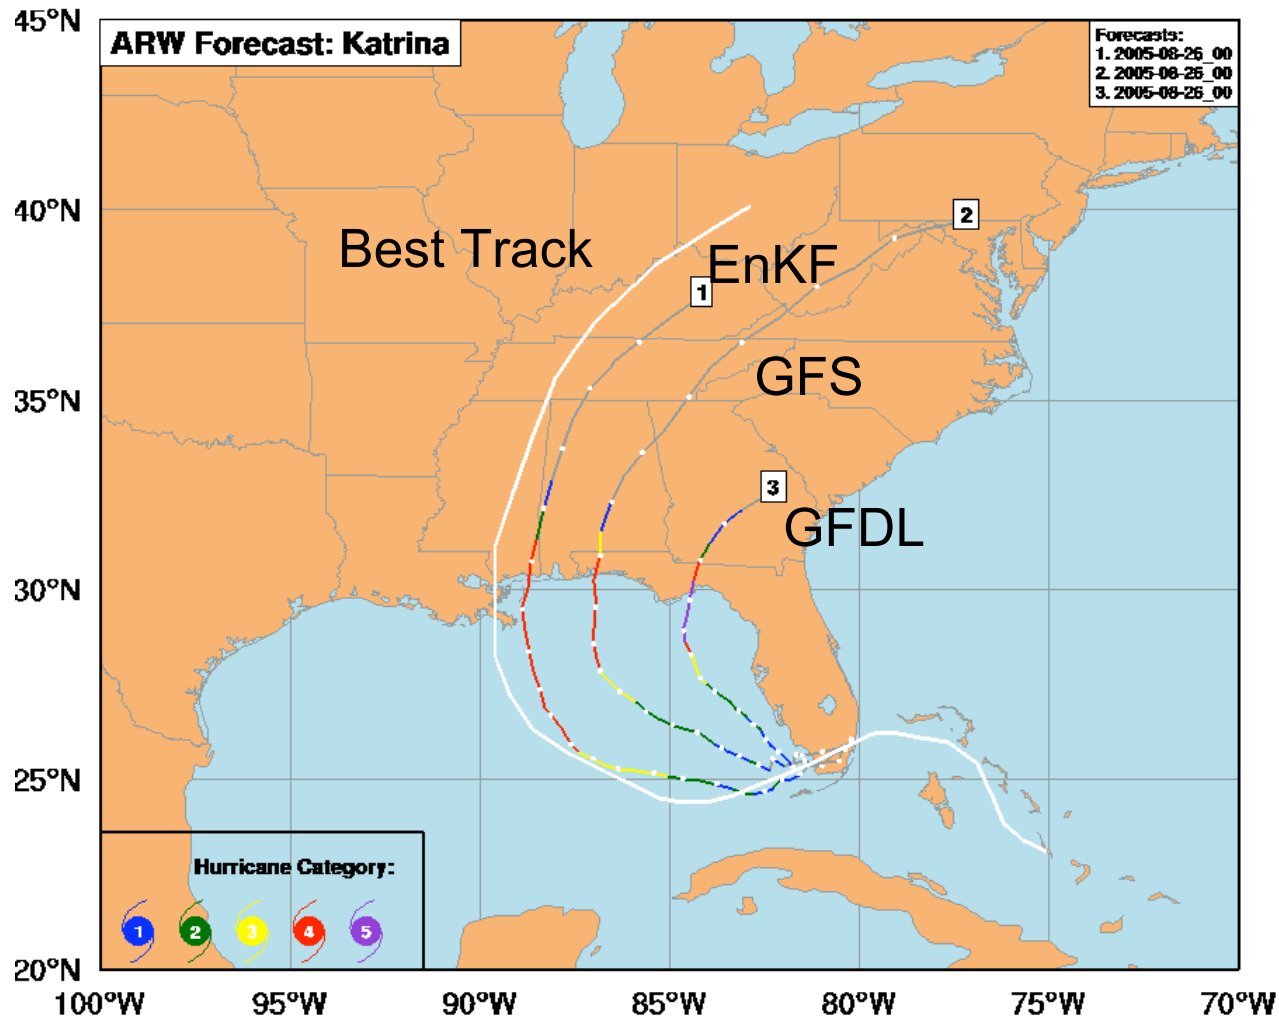 45°N
ARW Forecast: Katrina
Forecasts:
1. 2005-08-26_00
2. 2005-08-26_00
3. 2005-08-26_00
40°N
2
Best Track
EnKF
1
GFS
35°N
3
GFDL
30°N
25°N
Hurricane Category:
1 2 3 4 5
20°N
100°W 95°W 90°W 85°W 80°W 75°W 70°W